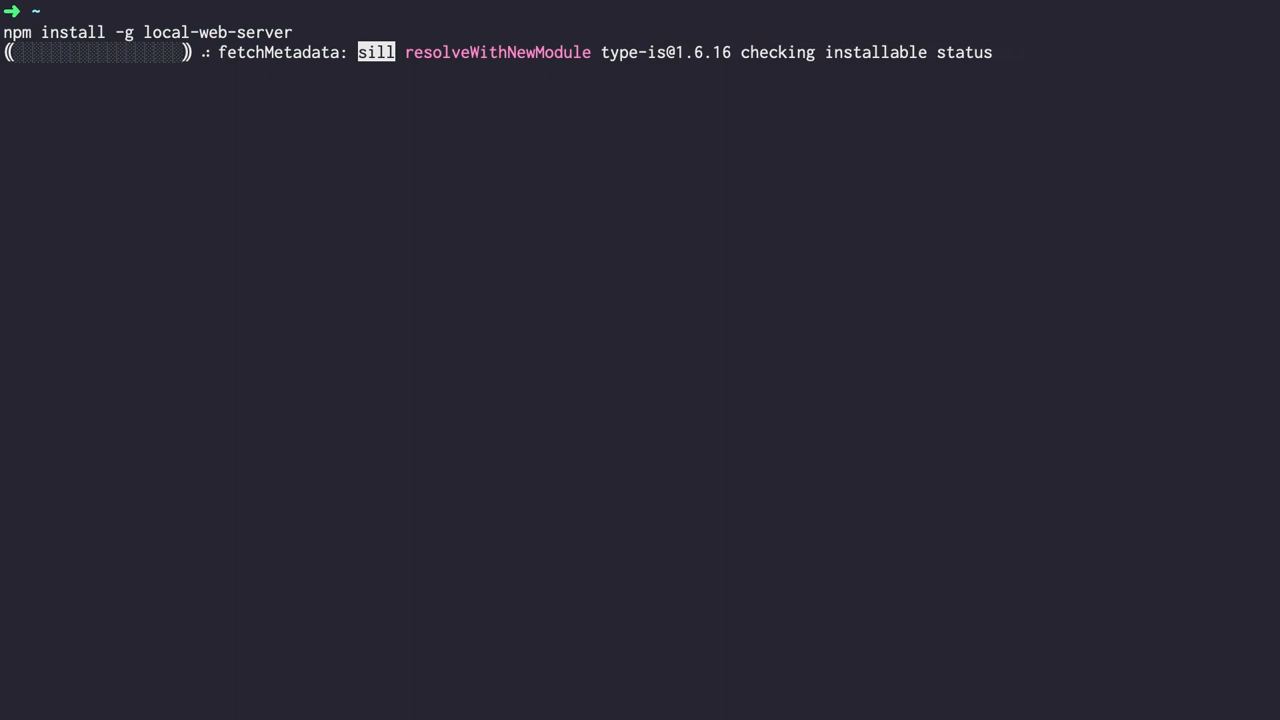 ➜ ~
npm install -g local-web-server
(░░░░░░░░░░░░░░░░░░) ⠴ fetchMetadata: sill resolveWithNewModule type-is@1.6.16 checking installable status